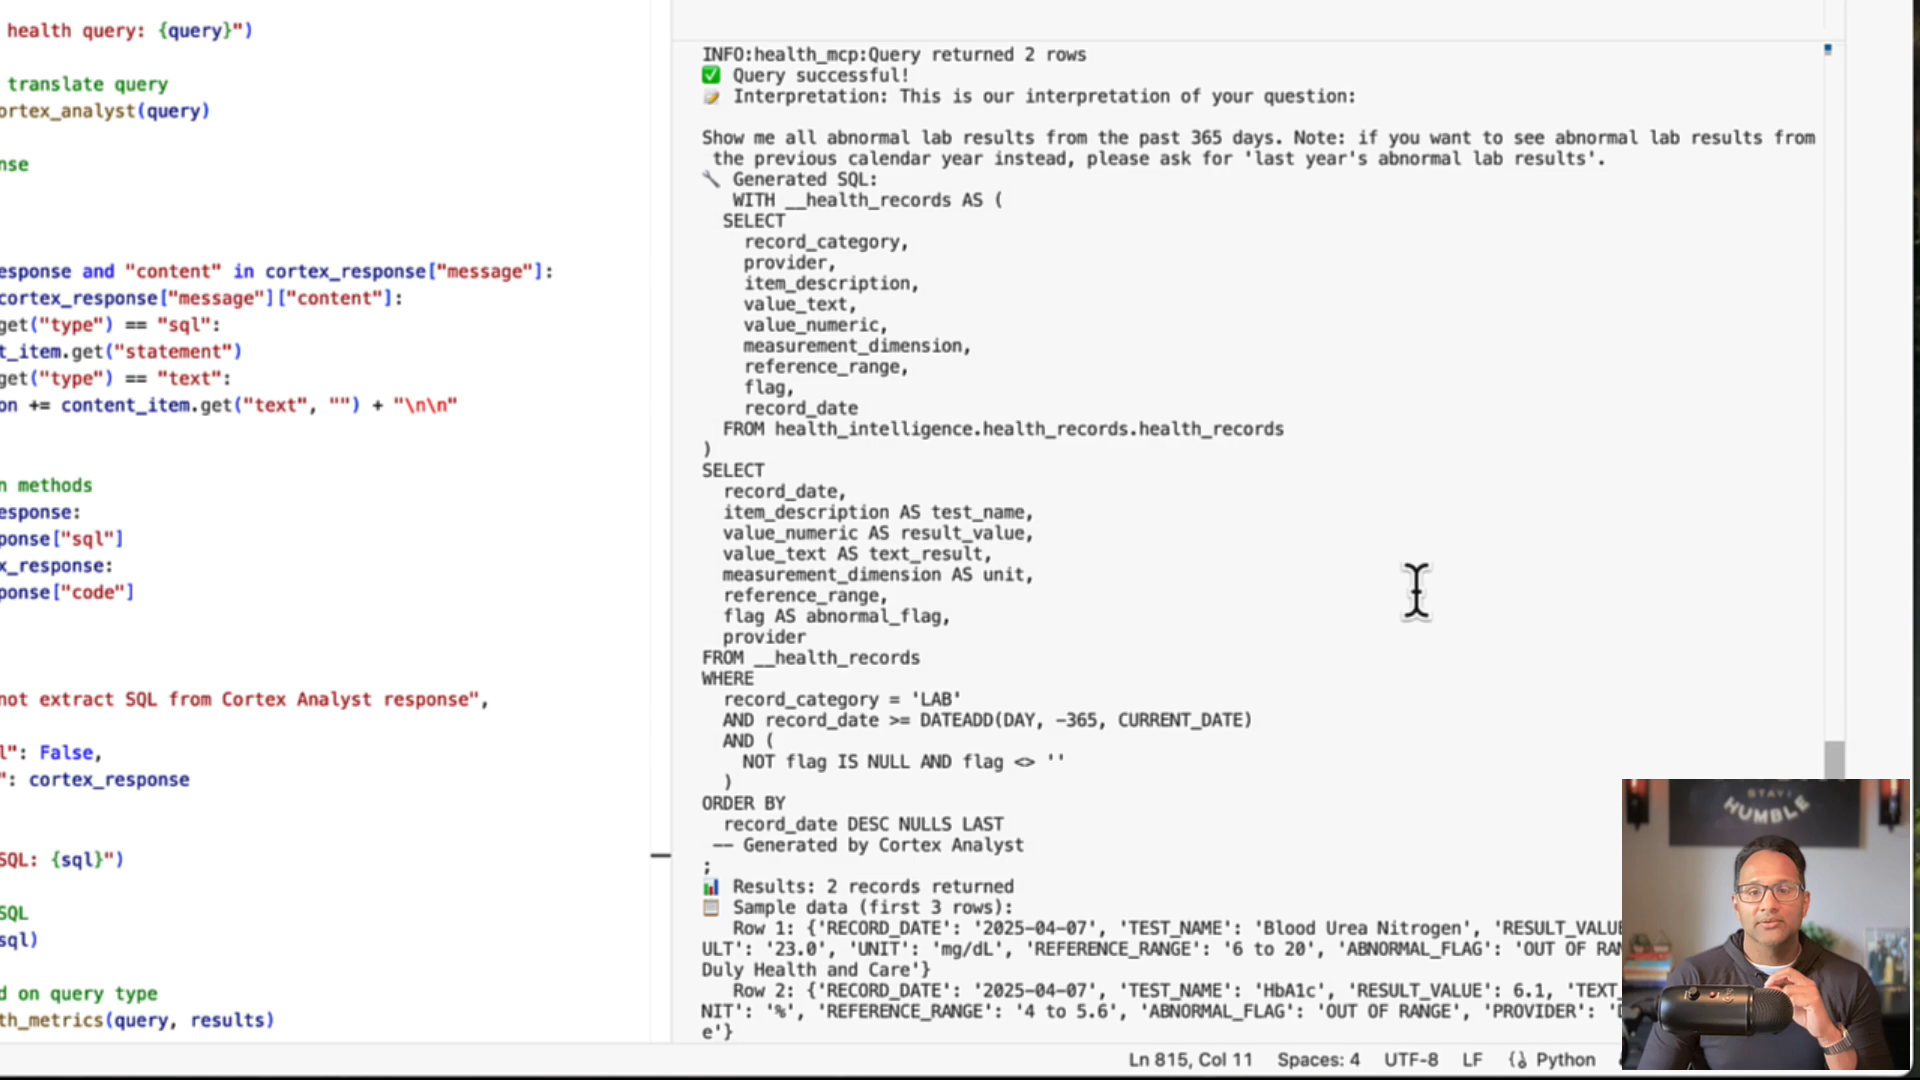 health query: {query}")
translate query
ortex_analyst(query)
nse
esponse and "content" in cortex_response["message"]:
cortex_response["message"]["content"]:
get("type") == "sql":
t_item.get("statement")
get("type") == "text":
on += content_item.get("text", "") + "\n\n"
n methods
esponse:
ponse["sql"]
x_response:
ponse["code"]
not extract SQL from Cortex Analyst response",
l": False,
": cortex_response
SQL: {sql}")
SQL
sql)
d on query type
th_metrics(query, results)
INFO:health_mcp:Query returned 2 rows
✅ Query successful!
📝 Interpretation: This is our interpretation of your question:
Show me all abnormal lab results from the past 365 days. Note: if you want to see abnormal lab results from
the previous calendar year instead, please ask for 'last year's abnormal lab results'.
🔧 Generated SQL:
WITH __health_records AS (
SELECT
record_category,
provider,
item_description,
value_text,
value_numeric,
measurement_dimension,
reference_range,
flag,
record_date
FROM health_intelligence.health_records.health_records
)
SELECT
record_date,
item_description AS test_name,
value_numeric AS result_value,
value_text AS text_result,
measurement_dimension AS unit,
reference_range,
flag AS abnormal_flag,
provider
FROM __health_records
WHERE
record_category = 'LAB'
AND record_date >= DATEADD(DAY, -365, CURRENT_DATE)
AND (
NOT flag IS NULL AND flag <> ''
)
ORDER BY
record_date DESC NULLS LAST
-- Generated by Cortex Analyst
;
📊 Results: 2 records returned
📋 Sample data (first 3 rows):
Row 1: {'RECORD_DATE': '2025-04-07', 'TEST_NAME': 'Blood Urea Nitrogen', 'RESULT_VALU
ULT': '23.0', 'UNIT': 'mg/dL', 'REFERENCE_RANGE': '6 to 20', 'ABNORMAL_FLAG': 'OUT OF RAN
Duly Health and Care'}
Row 2: {'RECORD_DATE': '2025-04-07', 'TEST_NAME': 'HbA1c', 'RESULT_VALUE': 6.1, 'TEXT_
NIT': '%', 'REFERENCE_RANGE': '4 to 5.6', 'ABNORMAL_FLAG': 'OUT OF RANGE', 'PROVIDER': '
e'}
STAY
HUMBLE
Ln 815, Col 11 Spaces: 4 UTF-8 LF Python